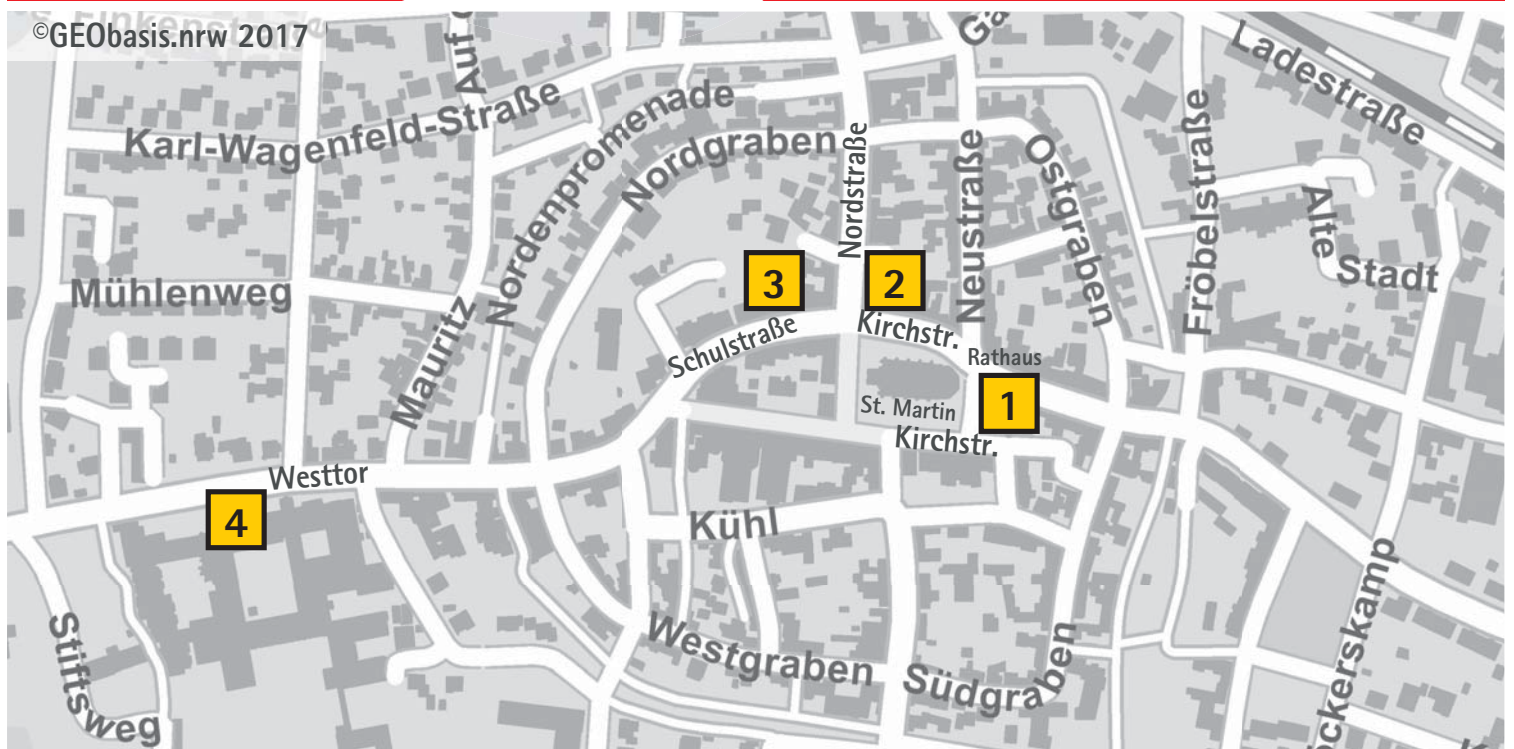 ©GEObasis.nrw 2017
Auf
Ladestraße
Karl-Wagenfeld-Straße
Nordenpromenade
Nordgraben
Nordstraße
Neustraße
Ostgraben
Fröbelstraße
Alte
Stadt
Mühlenweg
Mauritz
3
2
Schulstraße
Kirchstr.
Rathaus
1
St. Martin
Kirchstr.
Westtor
4
Kühl
Stiftsweg
Westgraben
Südgraben